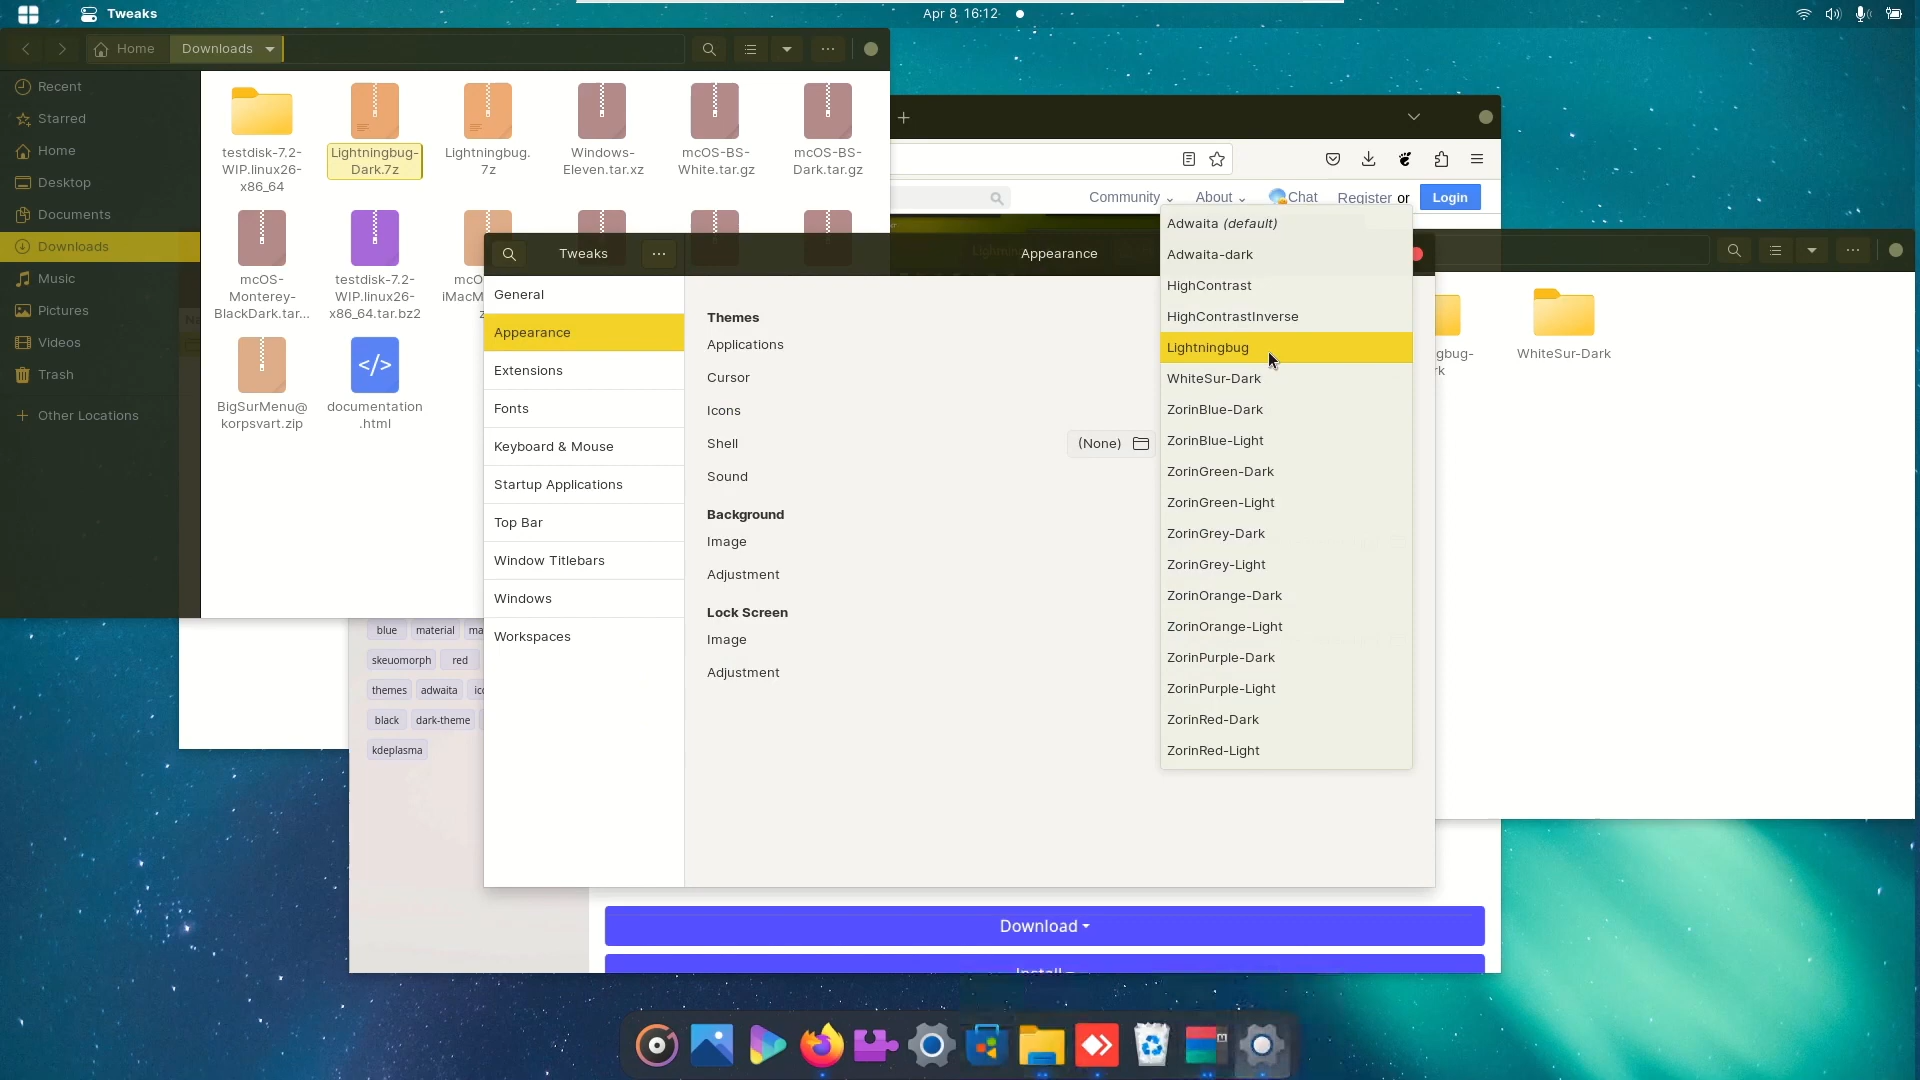 Tweaks
Apr 8 16:12
Home
Downloads
Recent
Starred
Home
Desktop
Documents
Downloads
Music
Pictures
Videos
Trash
Other Locations
testdisk-7.2-
WIP.linux26-
x86_64
Lightningbug-
Dark.7z
Lightningbug.
7z
Windows-
Eleven.tar.xz
mcOS-BS-
White.tar.gz
mcOS-BS-
Dark.tar.gz
mcOS-
Monterey-
BlackDark.tar...
testdisk-7.2-
WIP.linux26-
x86_64.tar.bz2
mcO
iMacM
z
BigSurMenu@
korpsvart.zip
documentation
.html
Community
About
Chat
Register or
Login
Tweaks
Appearance
General
Appearance
Extensions
Fonts
Keyboard & Mouse
Startup Applications
Top Bar
Window Titlebars
Windows
Workspaces
Themes
Applications
Cursor
Icons
Shell
(None)
Sound
Background
Image
Adjustment
Lock Screen
Image
Adjustment
Adwaita (default)
Adwaita-dark
HighContrast
HighContrastInverse
Lightningbug
WhiteSur-Dark
ZorinBlue-Dark
ZorinBlue-Light
ZorinGreen-Dark
ZorinGreen-Light
ZorinGrey-Dark
ZorinGrey-Light
ZorinOrange-Dark
ZorinOrange-Light
ZorinPurple-Dark
ZorinPurple-Light
ZorinRed-Dark
ZorinRed-Light
gbug-
rk
WhiteSur-Dark
blue material ma
skeuomorph red
themes adwaita ico
black dark-theme
kdeplasma
Download
Install